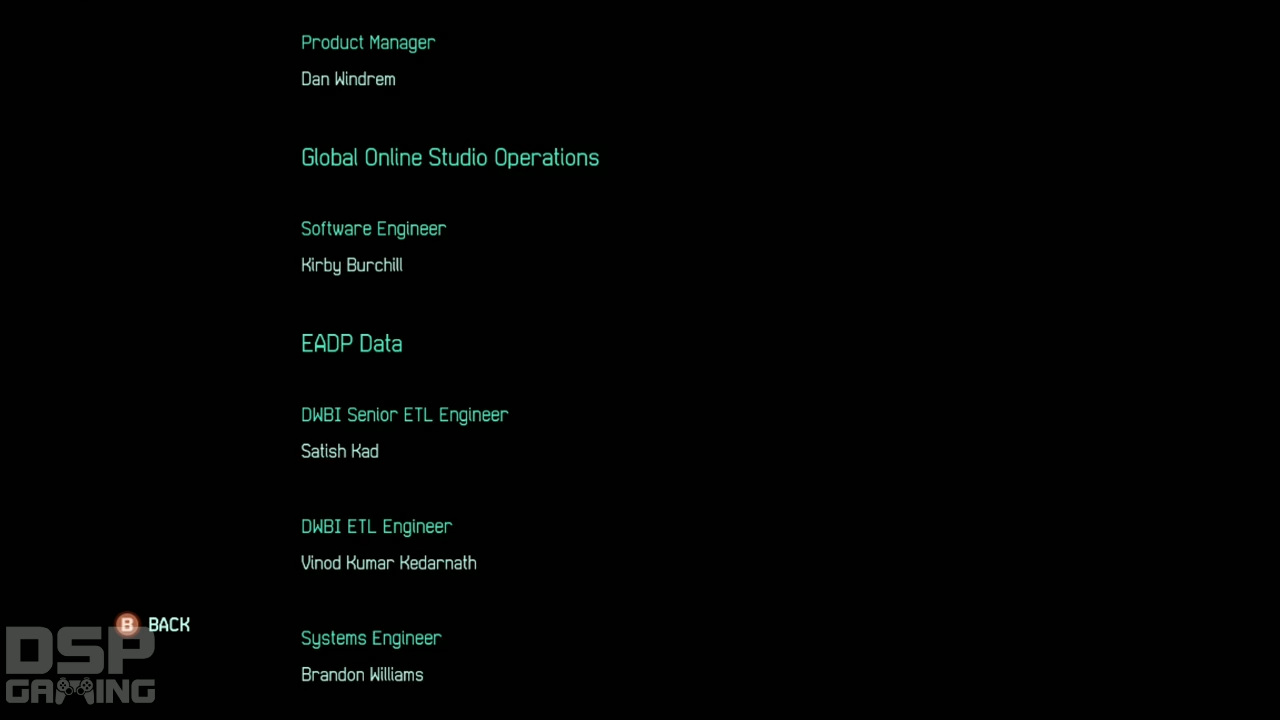 Product Manager
Dan Windrem
Global Online Studio Operations
Software Engineer
Kirby Burchill
EADP Data
DWBI Senior ETL Engineer
Satish Kad
DWBI ETL Engineer
Vinod Kumar Kedarnath
B BACK
Systems Engineer
Brandon Williams
DSP
GAMING